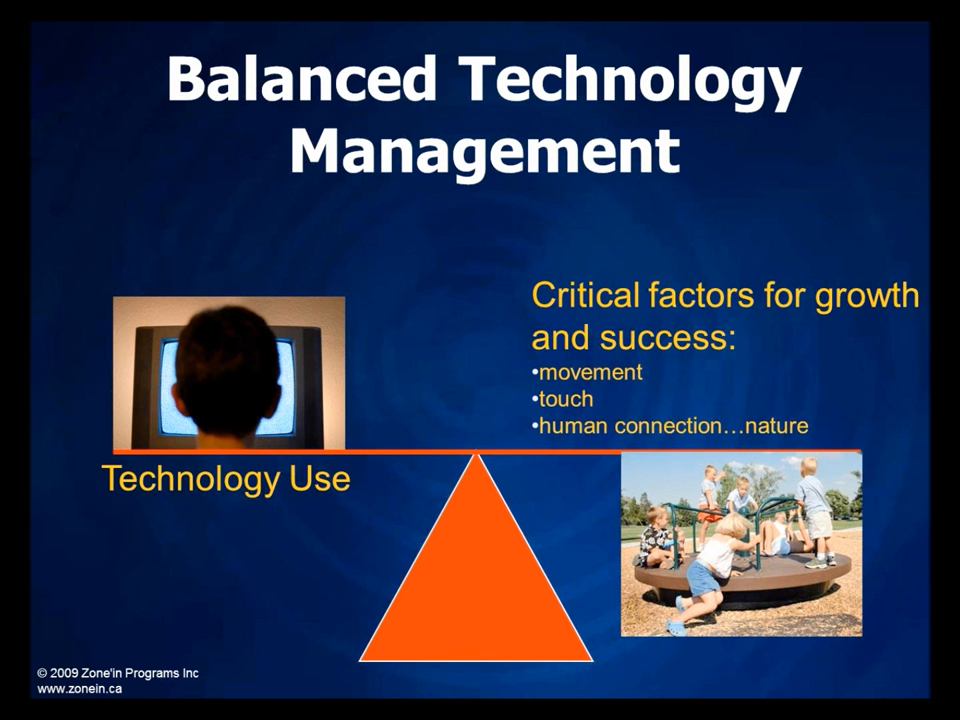 Balanced Technology
Management
Critical factors for growth
and success:
•movement
•touch
•human connection…nature
Technology Use
© 2009 Zone'in Programs Inc
www.zonein.ca